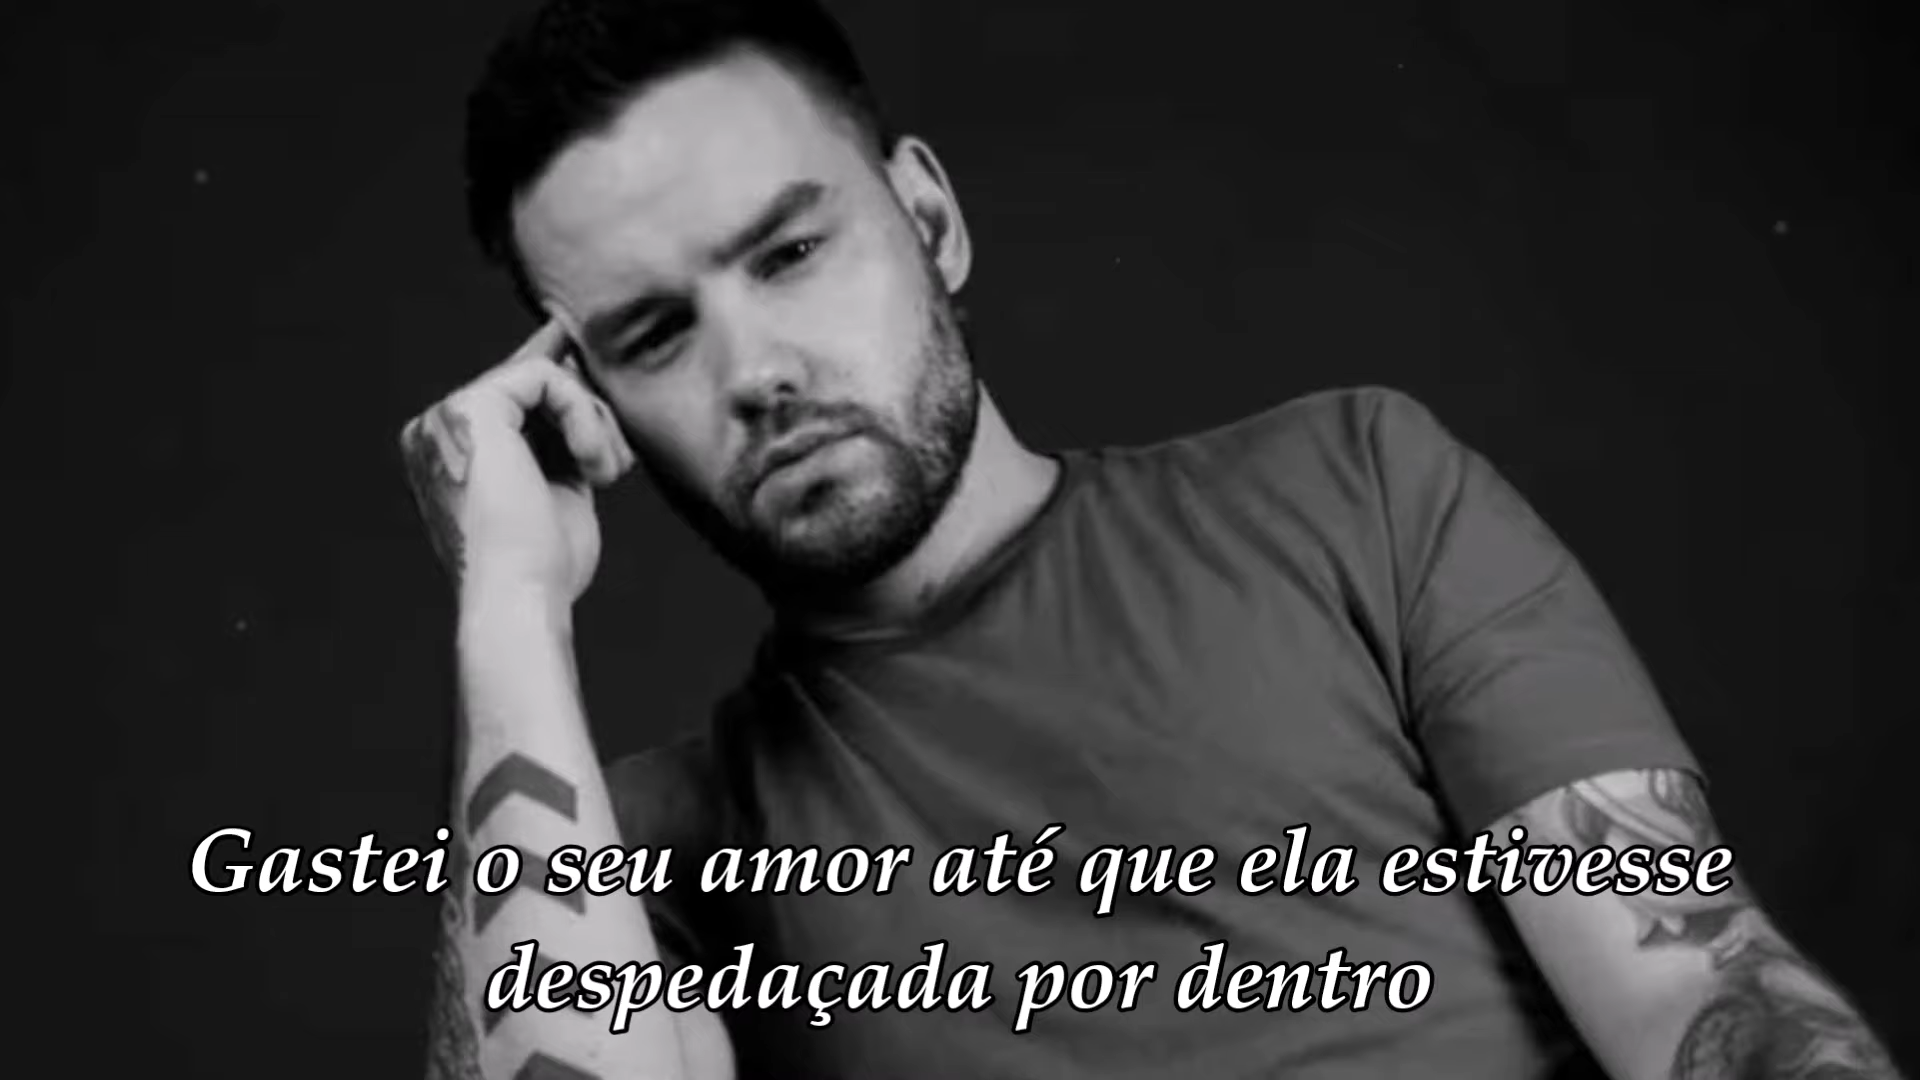 Gastei o seu amor até que ela estivesse
despedaçada por dentro